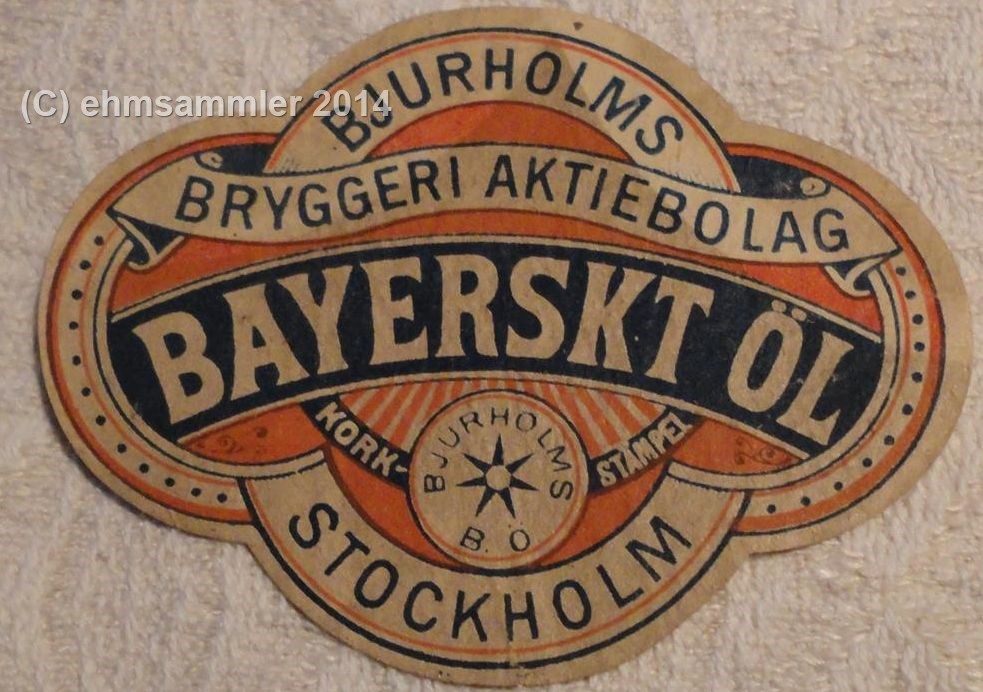 (C) ehmsammler 2014
BJURHOLMS
BRYGGERI AKTIEBOLAG
BAYERSKT ÖL
KORK-STÄMPEL
BJURHOLMS
B. Ö
STOCKHOLM